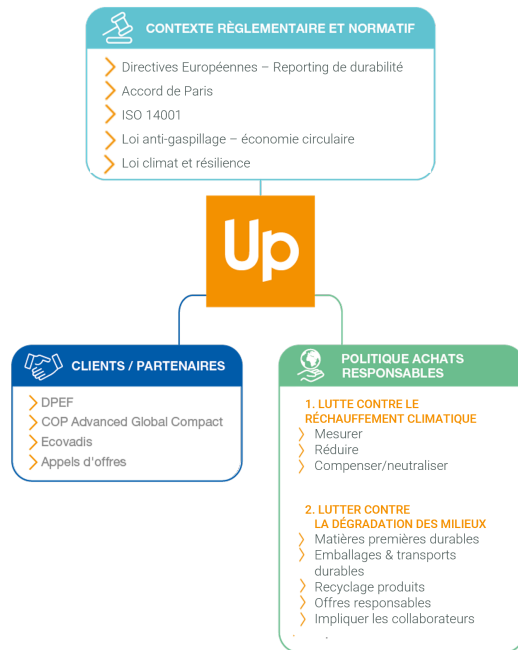 CONTEXTE RÈGLEMENTAIRE ET NORMATIF
Directives Européennes – Reporting de durabilité
Accord de Paris
ISO 14001
Loi anti-gaspillage – économie circulaire
Loi climat et résilience
Up
CLIENTS / PARTENAIRES
DPEF
COP Advanced Global Compact
Ecovadis
Appels d'offres
POLITIQUE ACHATS
RESPONSABLES
1. LUTTE CONTRE LE
RÉCHAUFFEMENT CLIMATIQUE
Mesurer
Réduire
Compenser/neutraliser
2. LUTTER CONTRE
LA DÉGRADATION DES MILIEUX
Matières premières durables
Emballages & transports
durables
Recyclage produits
Offres responsables
Impliquer les collaborateurs